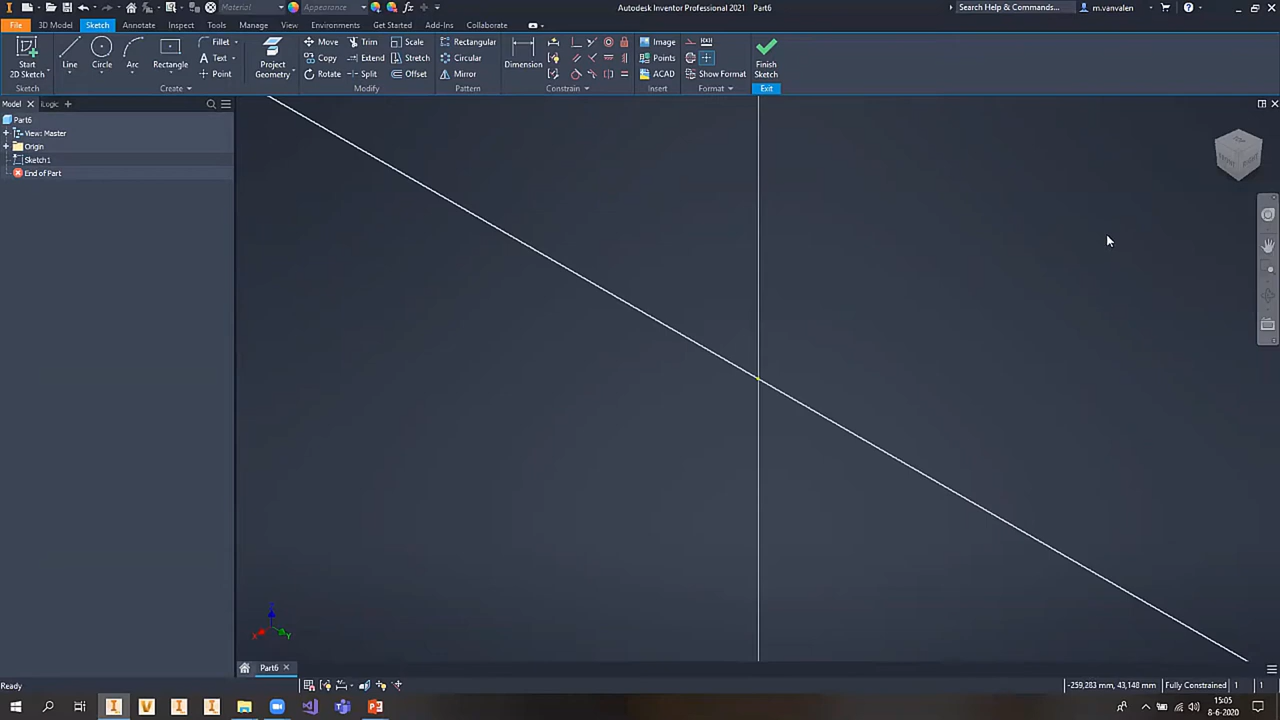 Material
Appearance
Autodesk Inventor Professional 2021 Part6
Search Help & Commands...
m.vanvalen
File
3D Model
Sketch
Annotate
Inspect
Tools
Manage
View
Environments
Get Started
Add-Ins
Collaborate
Start
2D Sketch
Line
Circle
Arc
Rectangle
Fillet
Text
Point
Project
Geometry
Move
Copy
Rotate
Trim
Extend
Split
Scale
Stretch
Offset
Rectangular
Circular
Mirror
Dimension
Image
Points
ACAD
Show Format
Finish
Sketch
Sketch
Create
Modify
Pattern
Constrain
Insert
Format
Exit
Model
iLogic
Part6
View: Master
Origin
Sketch1
End of Part
X
Y
Part6
Ready
-259,283 mm, 43,148 mm
Fully Constrained
1
1
15:05
8-6-2020